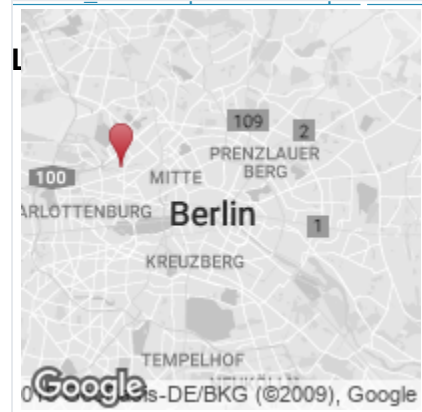 L
109
2
PRENZLAUER
BERG
100
MITTE
ARLOTTENBURG
Berlin
1
KREUZBERG
TEMPELHOF
Google
-DE/BKG (©2009), Google